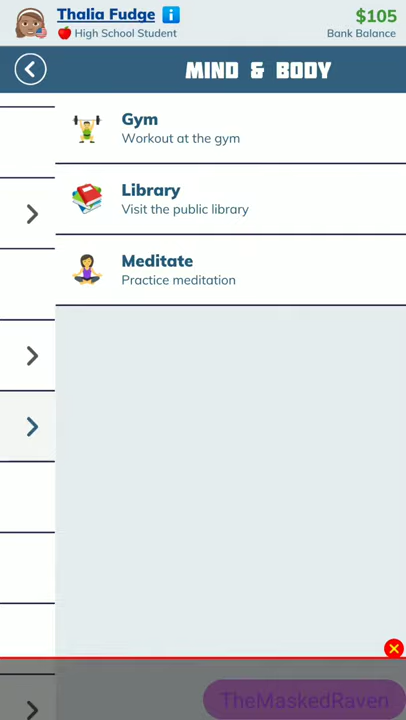 Thalia Fudge
$105
High School Student
Bank Balance
MIND & BODY
Gym
Workout at the gym
Library
Visit the public library
Meditate
Practice meditation
TheMaskedRaven